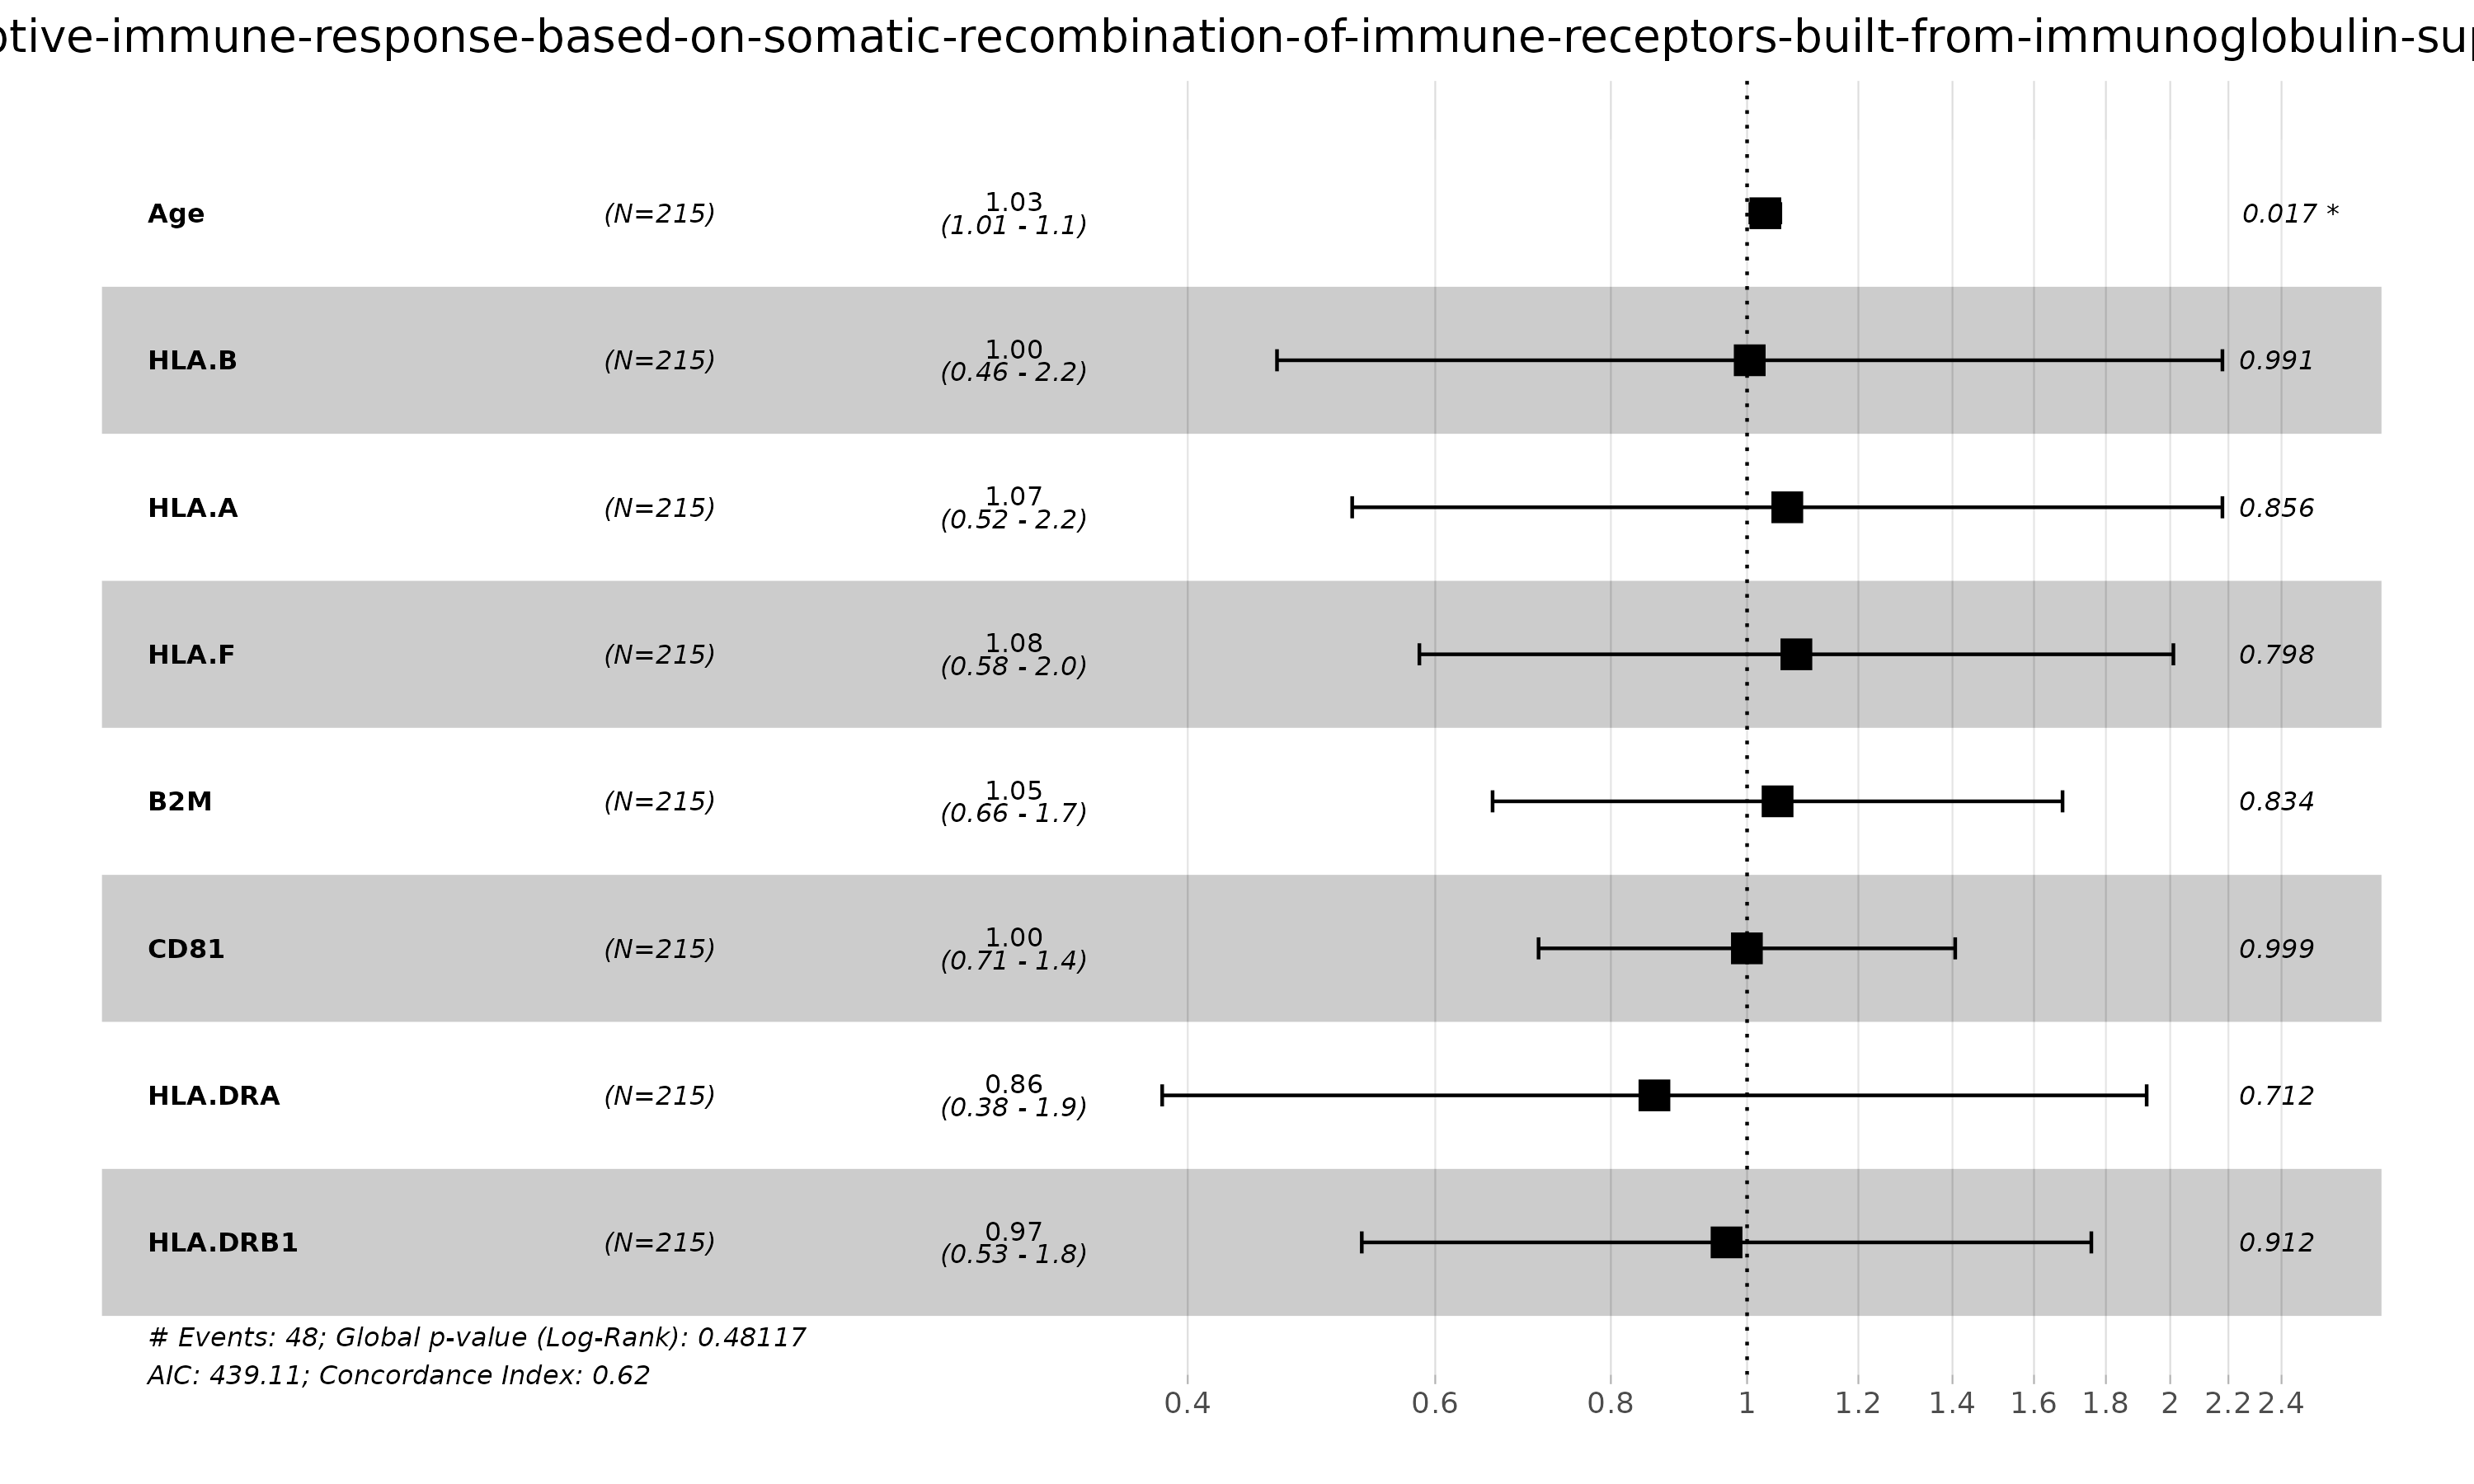 ptive-immune-response-based-on-somatic-recombination-of-immune-receptors-built-from-immunoglobulin-sup
Age (N=215) 1.03 0.017 *
(1.01 - 1.1)
HLA.B (N=215) 1.00 0.991
(0.46 - 2.2)
HLA.A (N=215) 1.07 0.856
(0.52 - 2.2)
HLA.F (N=215) 1.08 0.798
(0.58 - 2.0)
B2M (N=215) 1.05 0.834
(0.66 - 1.7)
CD81 (N=215) 1.00 0.999
(0.71 - 1.4)
HLA.DRA (N=215) 0.86 0.712
(0.38 - 1.9)
HLA.DRB1 (N=215) 0.97 0.912
(0.53 - 1.8)
# Events: 48; Global p-value (Log-Rank): 0.48117
AIC: 439.11; Concordance Index: 0.62
0.4 0.6 0.8 1 1.2 1.4 1.6 1.8 2 2.2 2.4